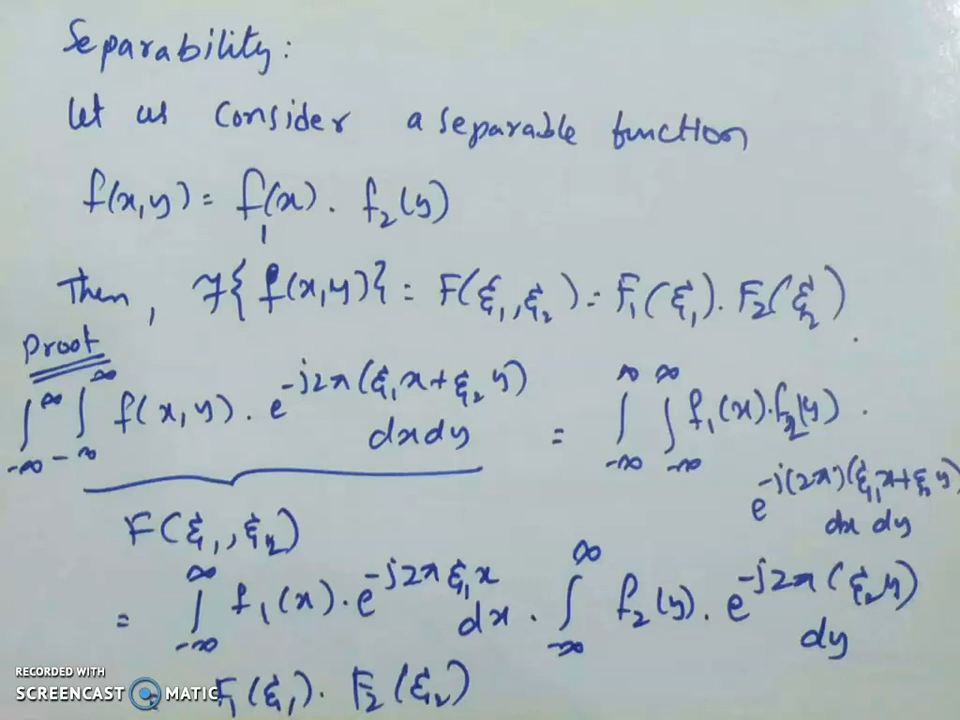 Separability:
Let us consider a separable function
f(x,y) = f₁(x) . f₂(y)
Then, F{f(x,y)} = F(ξ₁,ξ₂) = F₁(ξ₁) . F₂(ξ₂).
Proof
∫_{-∞}^{∞} ∫_{-∞}^{∞} f(x,y) . e^{-j2π(ξ₁x+ξ₂y)} dxdy = ∫_{-∞}^{∞} ∫_{-∞}^{∞} f₁(x).f₂(y) . e^{-j(2π)(ξ₁x+ξ₂y)} dx dy
F(ξ₁,ξ₂)
= ∫_{-∞}^{∞} f₁(x) . e^{-j2πξ₁x} dx . ∫_{-∞}^{∞} f₂(y) . e^{-j2π(ξ₂y)} dy
= F₁(ξ₁) . F₂(ξ₂)
RECORDED WITH
SCREENCAST MATIC